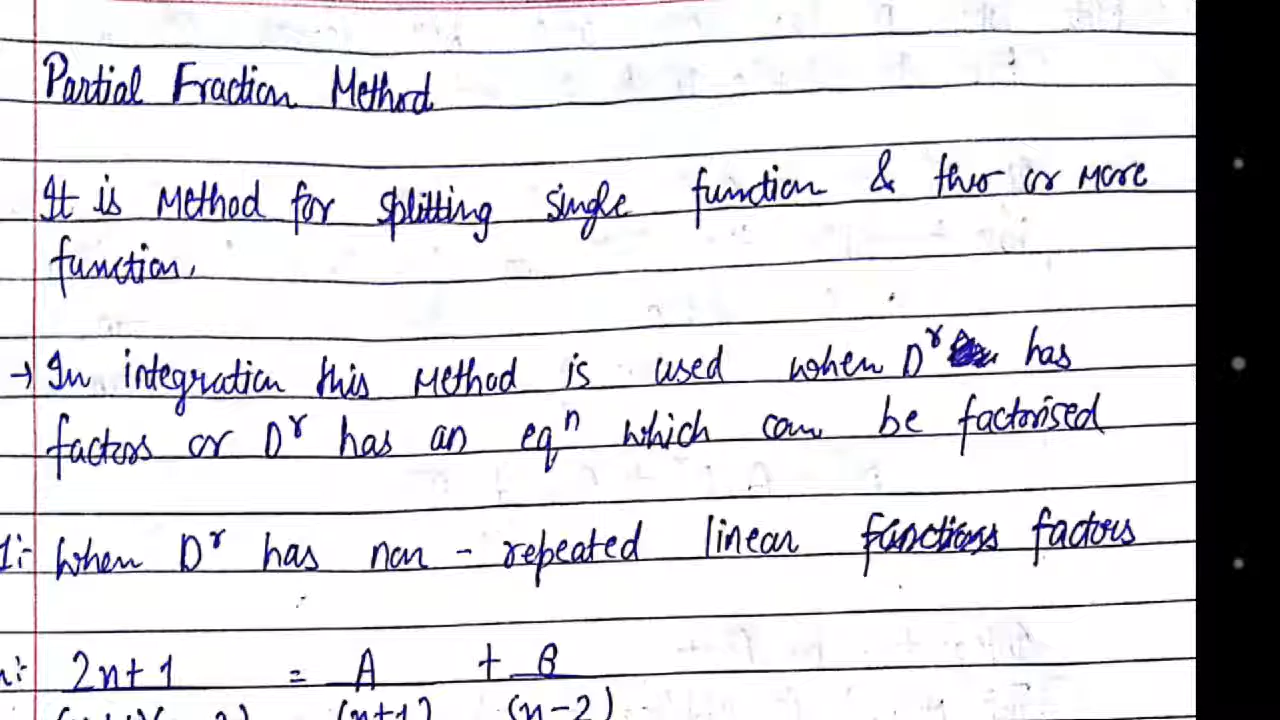 Partial Fraction Method
It is Method for splitting single function & two or more
function.
→ In integration this method is used when Dʳ has
factors or Dʳ has an eqⁿ which can be factorised
1:- When Dʳ has non-repeated linear functions factors
2n+1 = A + B
(n+1) (n-2)